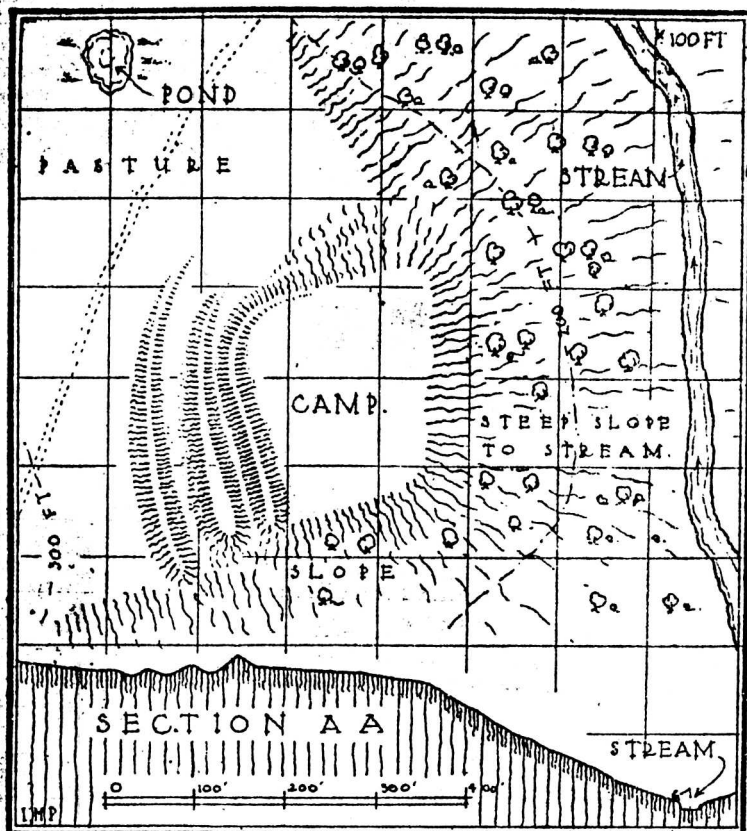 100 FT
POND
PASTURE
STREAM
FT
CAMP.
STEEP SLOPE
TO STREAM.
300 FT
SLOPE
SECTION AA
STREAM
0 100' 200' 300' 400'